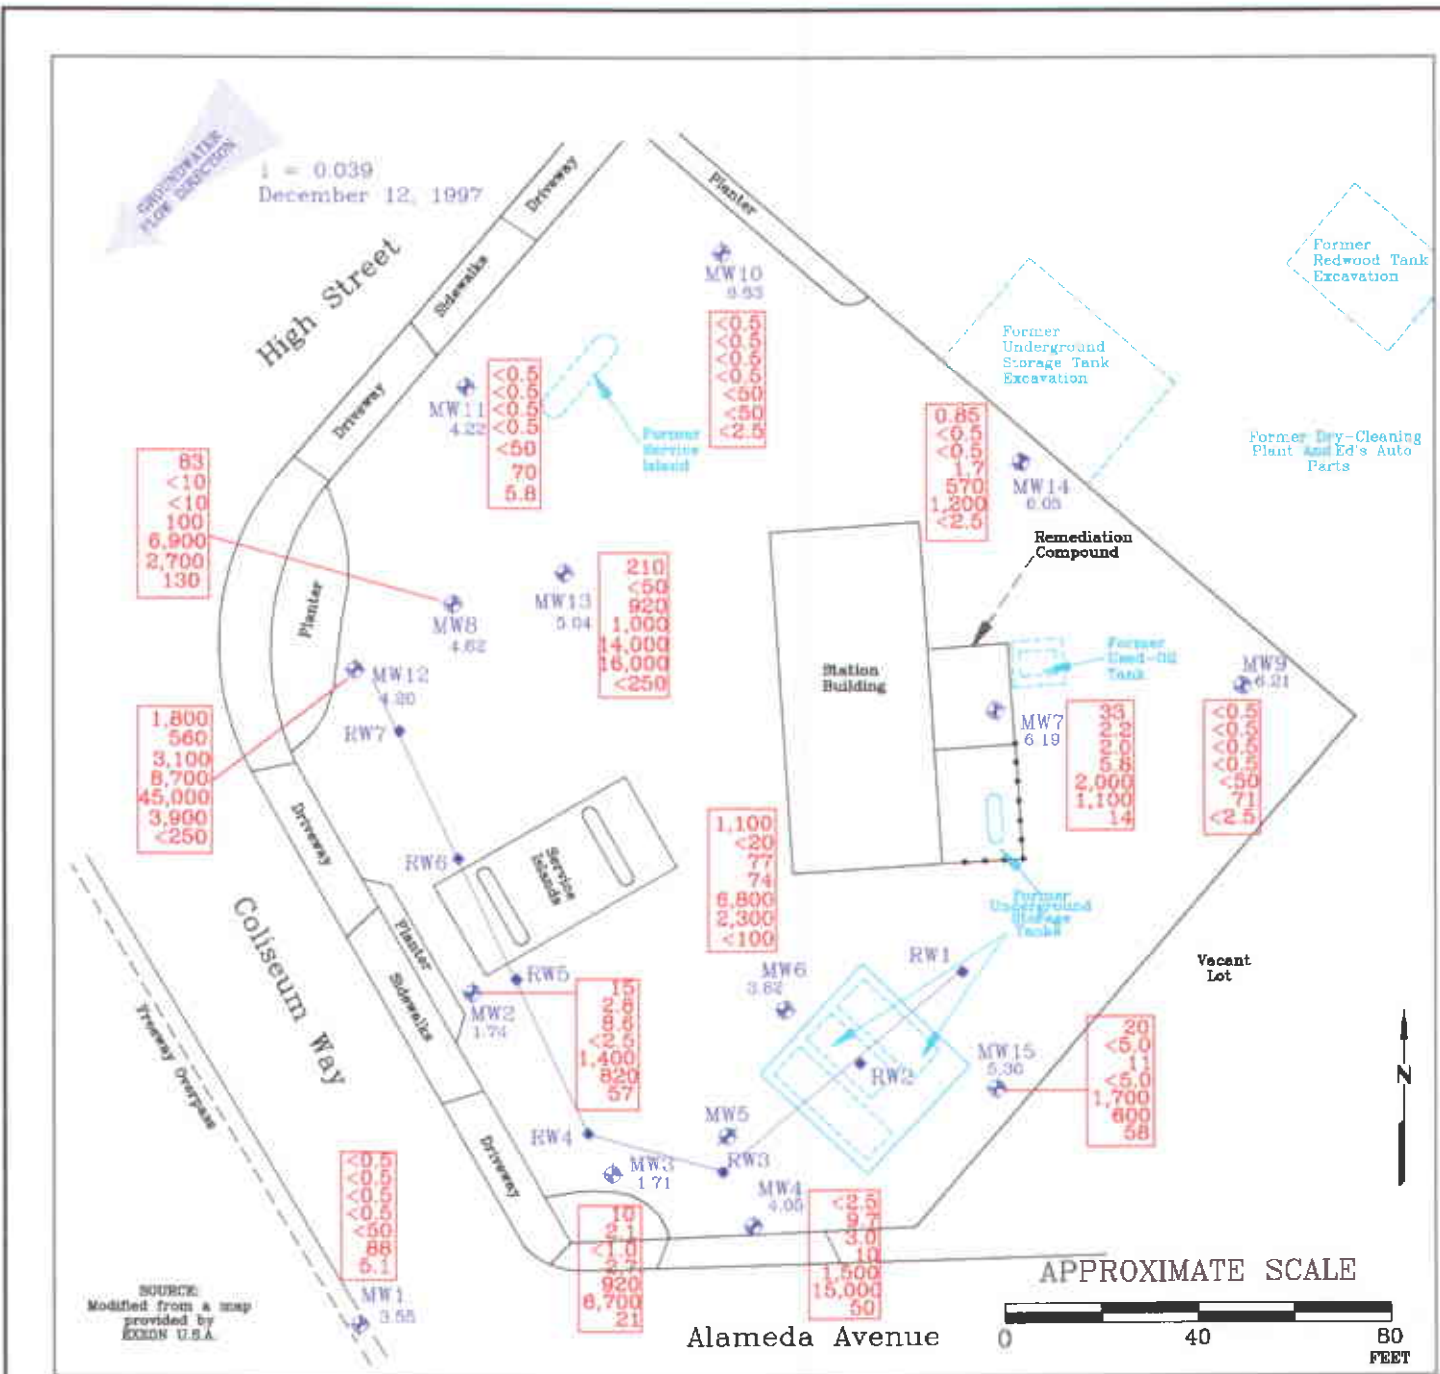 GROUNDWATER
FLOW DIRECTION
i = 0.039
December 12, 1997
High Street
Driveway
Sidewalks
Driveway
Planter
MW10
<0.5
<0.5
<0.5
<0.5
<50
<50
<2.5
Former
Redwood Tank
Excavation
Former
Underground
Storage Tank
Excavation
Former Dry-Cleaning
Plant And Ed's Auto
Parts
MW11
4.22
<0.5
<0.5
<0.5
<0.5
<50
70
5.8
Former
Service
Island
0.85
<0.5
<0.5
1.7
570
1,200
<2.5
MW14
6.05
Remediation
Compound
83
<10
<10
100
6,900
2,700
130
MW8
4.62
MW13
5.04
210
<50
920
1,000
14,000
16,000
<250
Planter
Station
Building
Former
Used-Oil
Tank
MW9
6.21
<0.5
<0.5
<0.5
<0.5
<50
71
<2.5
MW7
6.19
33
2.2
2.0
5.8
2,000
1,100
14
MW12
4.20
RW7
1,800
560
3,100
8,700
45,000
3,900
<250
Driveway
RW6
Service
Islands
1,100
<20
77
74
6,800
2,300
<100
Former
Underground
Storage
Tanks
Coliseum Way
Freeway Overpass
Planter
Sidewalks
RW5
MW2
1.74
15
2.8
8.6
<2.5
1,400
820
57
MW6
3.62
RW1
RW2
Vacant
Lot
MW15
5.36
20
<5.0
11
<5.0
1,700
600
58
N
Driveway
RW4
MW5
RW3
MW3
1.71
MW4
4.05
10
2.1
<1.0
2.7
920
6,700
21
<2.5
9.7
3.0
10
1,500
15,000
50
<0.5
<0.5
<0.5
<0.5
<50
88
5.1
MW1
3.55
SOURCE:
Modified from a map
provided by
EXXON U.S.A.
Alameda Avenue
APPROXIMATE SCALE
0 40 80
FEET